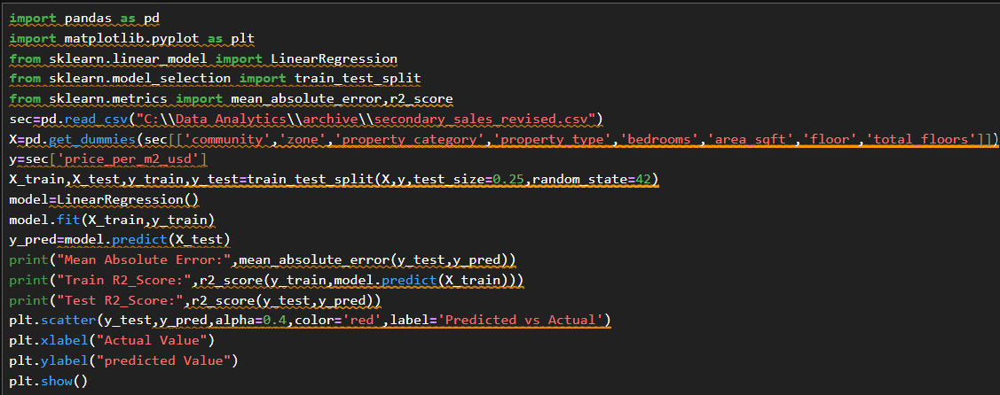 import pandas as pd
import matplotlib.pyplot as plt
from sklearn.linear_model import LinearRegression
from sklearn.model_selection import train_test_split
from sklearn.metrics import mean_absolute_error,r2_score
sec=pd.read_csv("C:\\Data_Analytics\\archive\\secondary_sales_revised.csv")
X=pd.get_dummies(sec[['community','zone','property_category','property_type','bedrooms','area_sqft','floor','total_floors']])
y=sec['price_per_m2_usd']
X_train,X_test,y_train,y_test=train_test_split(X,y,test_size=0.25,random_state=42)
model=LinearRegression()
model.fit(X_train,y_train)
y_pred=model.predict(X_test)
print("Mean Absolute Error:",mean_absolute_error(y_test,y_pred))
print("Train R2_Score:",r2_score(y_train,model.predict(X_train)))
print("Test R2_Score:",r2_score(y_test,y_pred))
plt.scatter(y_test,y_pred,alpha=0.4,color='red',label='Predicted vs Actual')
plt.xlabel("Actual Value")
plt.ylabel("predicted Value")
plt.show()